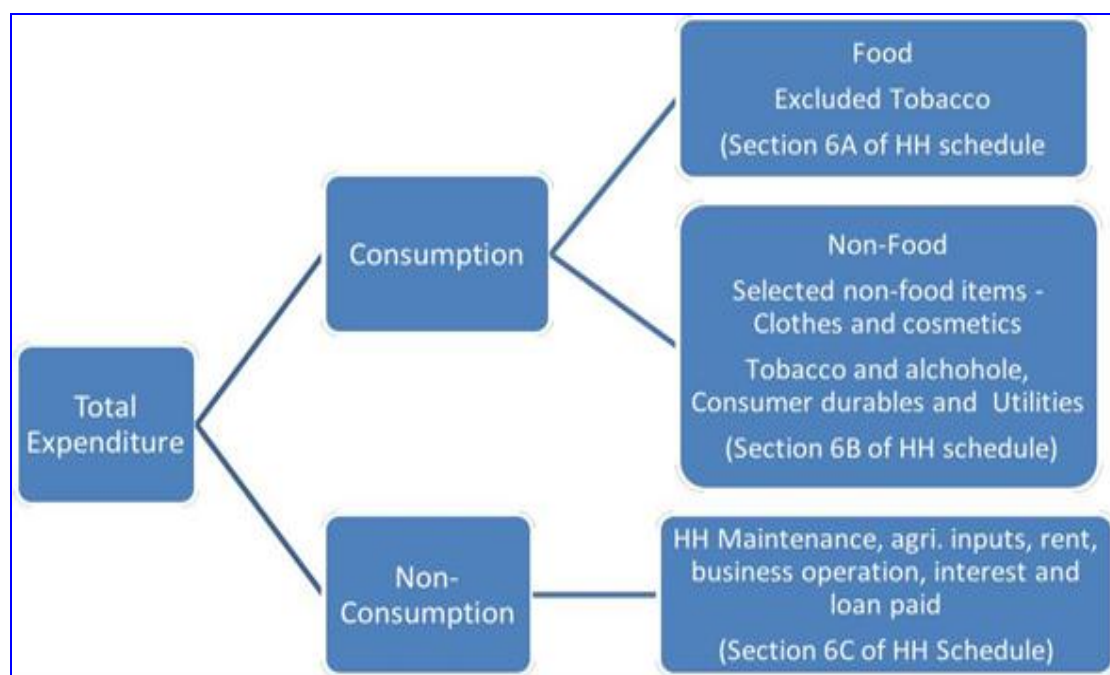 Total
Expenditure
Consumption
Food
Excluded Tobacco
(Section 6A of HH schedule
Non-Food
Selected non-food items -
Clothes and cosmetics
Tobacco and alchohole,
Consumer durables and Utilities
(Section 6B of HH schedule)
Non-
Consumption
HH Maintenance, agri. inputs, rent,
business operation, interest and
loan paid
(Section 6C of HH Schedule)